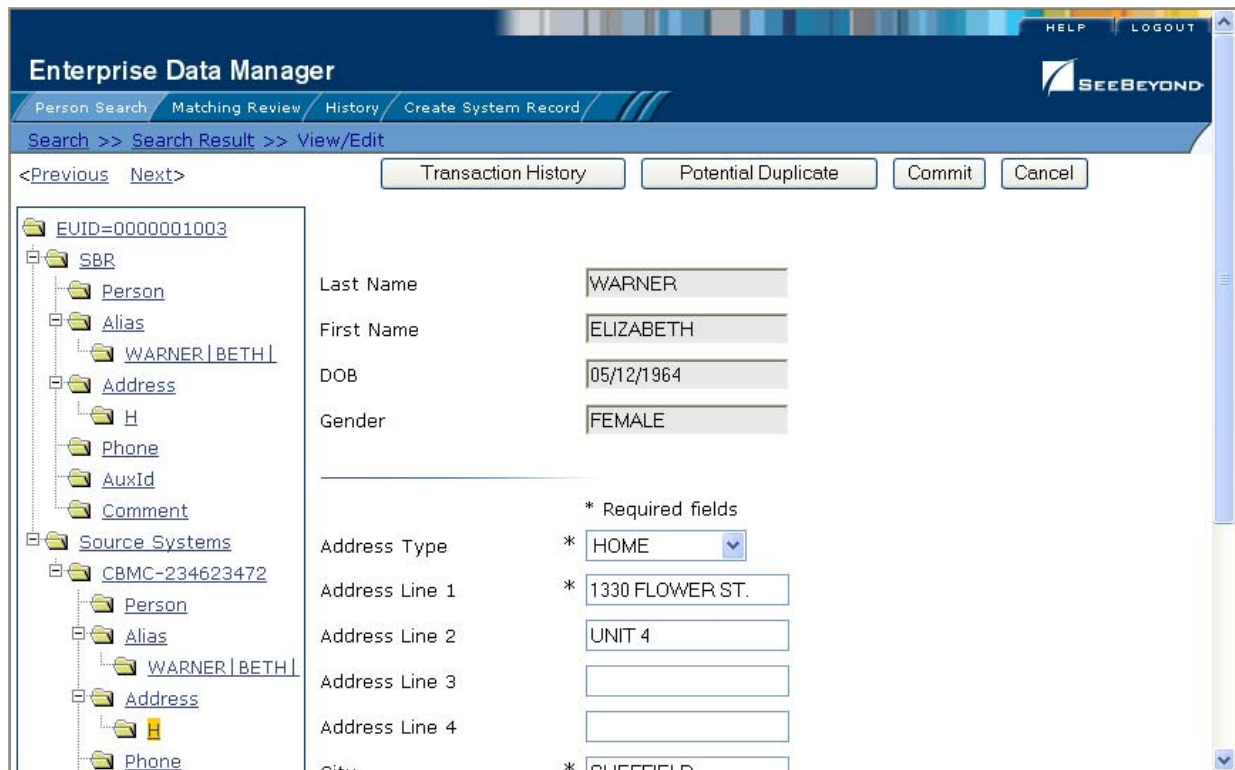 HELP LOGOUT
Enterprise Data Manager
SEEBEYOND
Person Search Matching Review History Create System Record
Search >> Search Result >> View/Edit
<Previous Next>
Transaction History Potential Duplicate Commit Cancel
EUID=0000001003
SBR
Person
Alias
WARNER|BETH|
Address
H
Phone
AuxId
Comment
Source Systems
CBMC-234623472
Person
Alias
WARNER|BETH|
Address
H
Phone
Last Name WARNER
First Name ELIZABETH
DOB 05/12/1964
Gender FEMALE
* Required fields
Address Type * HOME
Address Line 1 * 1330 FLOWER ST.
Address Line 2 UNIT 4
Address Line 3
Address Line 4
City * SHEFFIELD